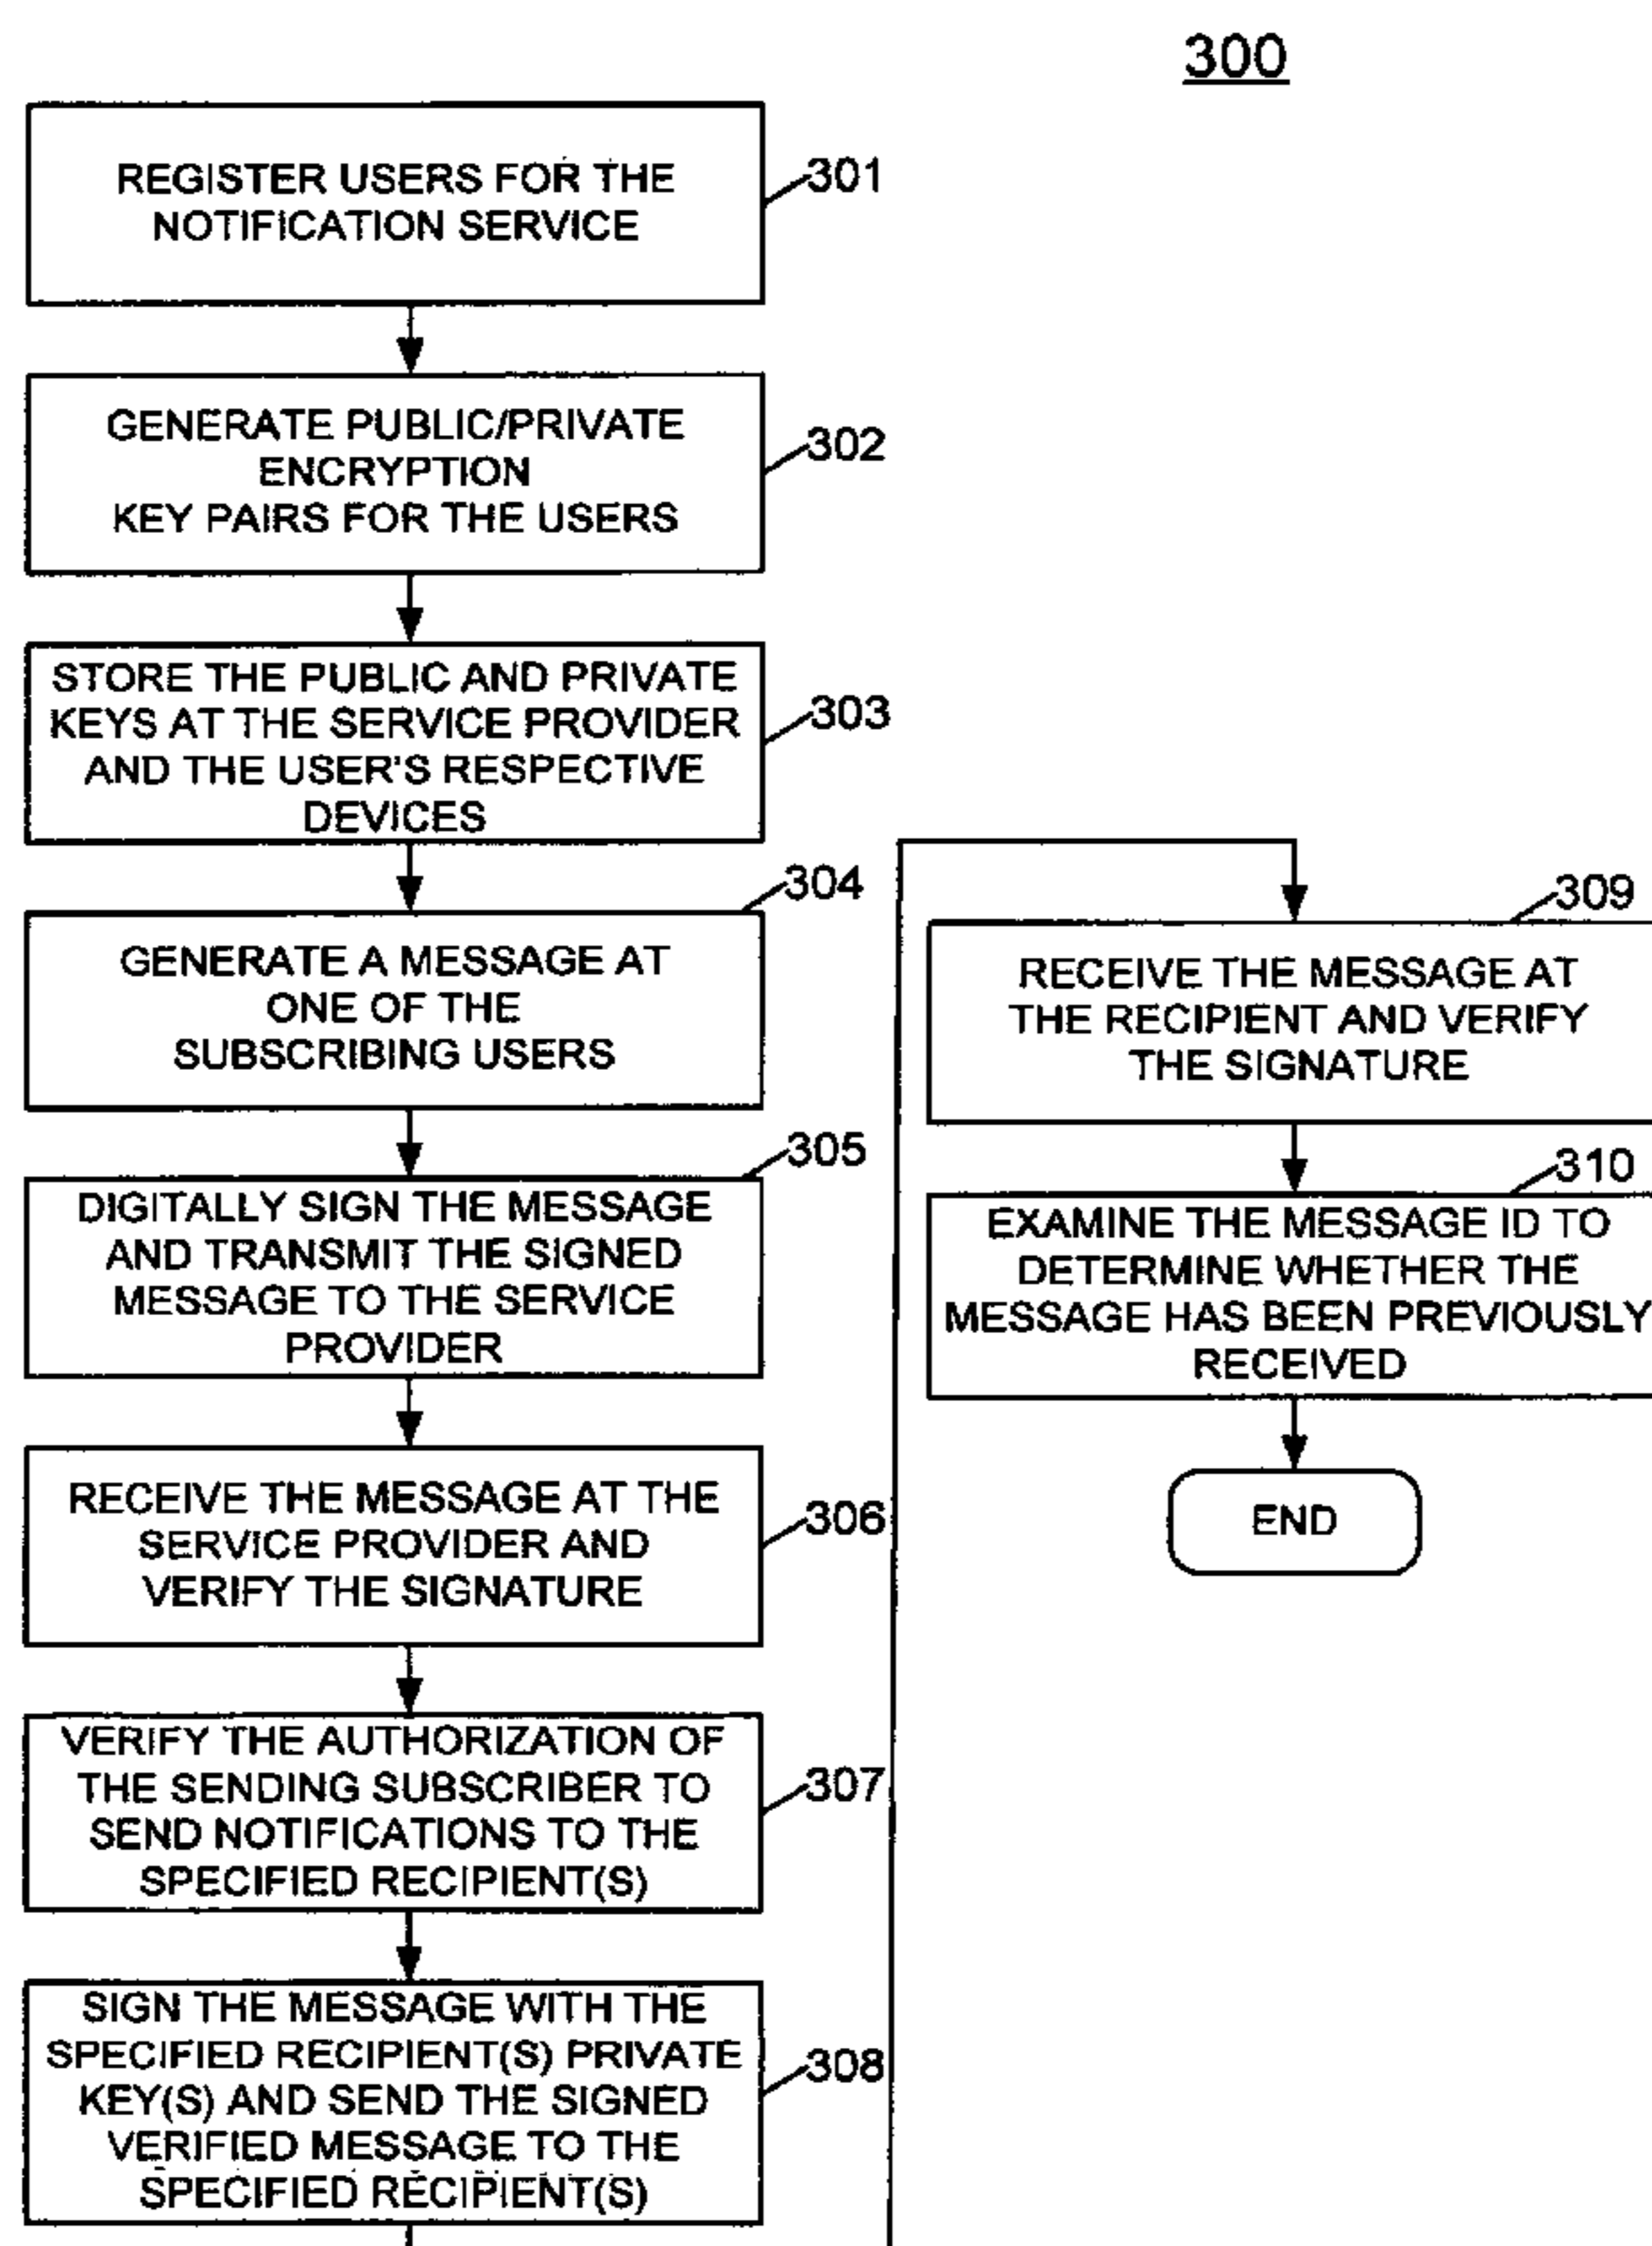 300
REGISTER USERS FOR THE
NOTIFICATION SERVICE
301
GENERATE PUBLIC/PRIVATE
ENCRYPTION
KEY PAIRS FOR THE USERS
302
STORE THE PUBLIC AND PRIVATE
KEYS AT THE SERVICE PROVIDER
AND THE USER'S RESPECTIVE
DEVICES
303
304
GENERATE A MESSAGE AT
ONE OF THE
SUBSCRIBING USERS
305
DIGITALLY SIGN THE MESSAGE
AND TRANSMIT THE SIGNED
MESSAGE TO THE SERVICE
PROVIDER
RECEIVE THE MESSAGE AT THE
SERVICE PROVIDER AND
VERIFY THE SIGNATURE
306
VERIFY THE AUTHORIZATION OF
THE SENDING SUBSCRIBER TO
SEND NOTIFICATIONS TO THE
SPECIFIED RECIPIENT(S)
307
SIGN THE MESSAGE WITH THE
SPECIFIED RECIPIENT(S) PRIVATE
KEY(S) AND SEND THE SIGNED
VERIFIED MESSAGE TO THE
SPECIFIED RECIPIENT(S)
308
309
RECEIVE THE MESSAGE AT
THE RECIPIENT AND VERIFY
THE SIGNATURE
310
EXAMINE THE MESSAGE ID TO
DETERMINE WHETHER THE
MESSAGE HAS BEEN PREVIOUSLY
RECEIVED
END